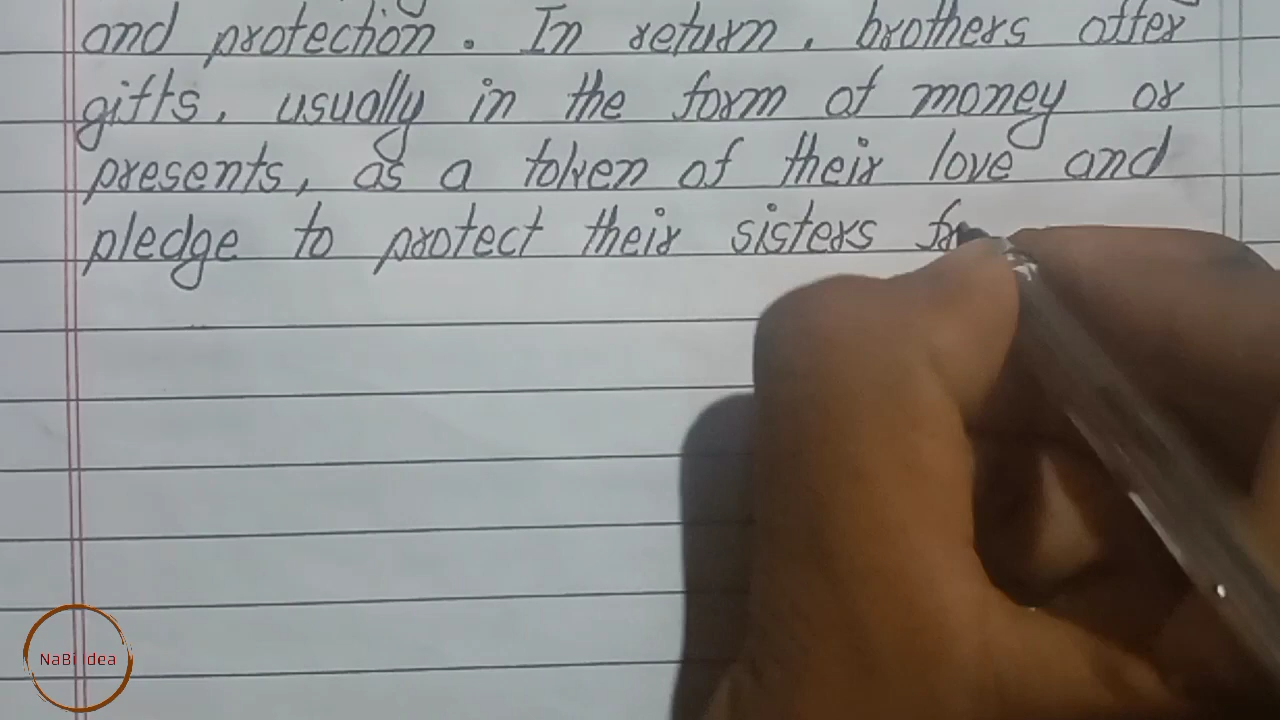 and protection. In return, brothers offer
gifts, usually in the form of money or
presents, as a token of their love and
pledge to protect their sisters
NaBi Idea